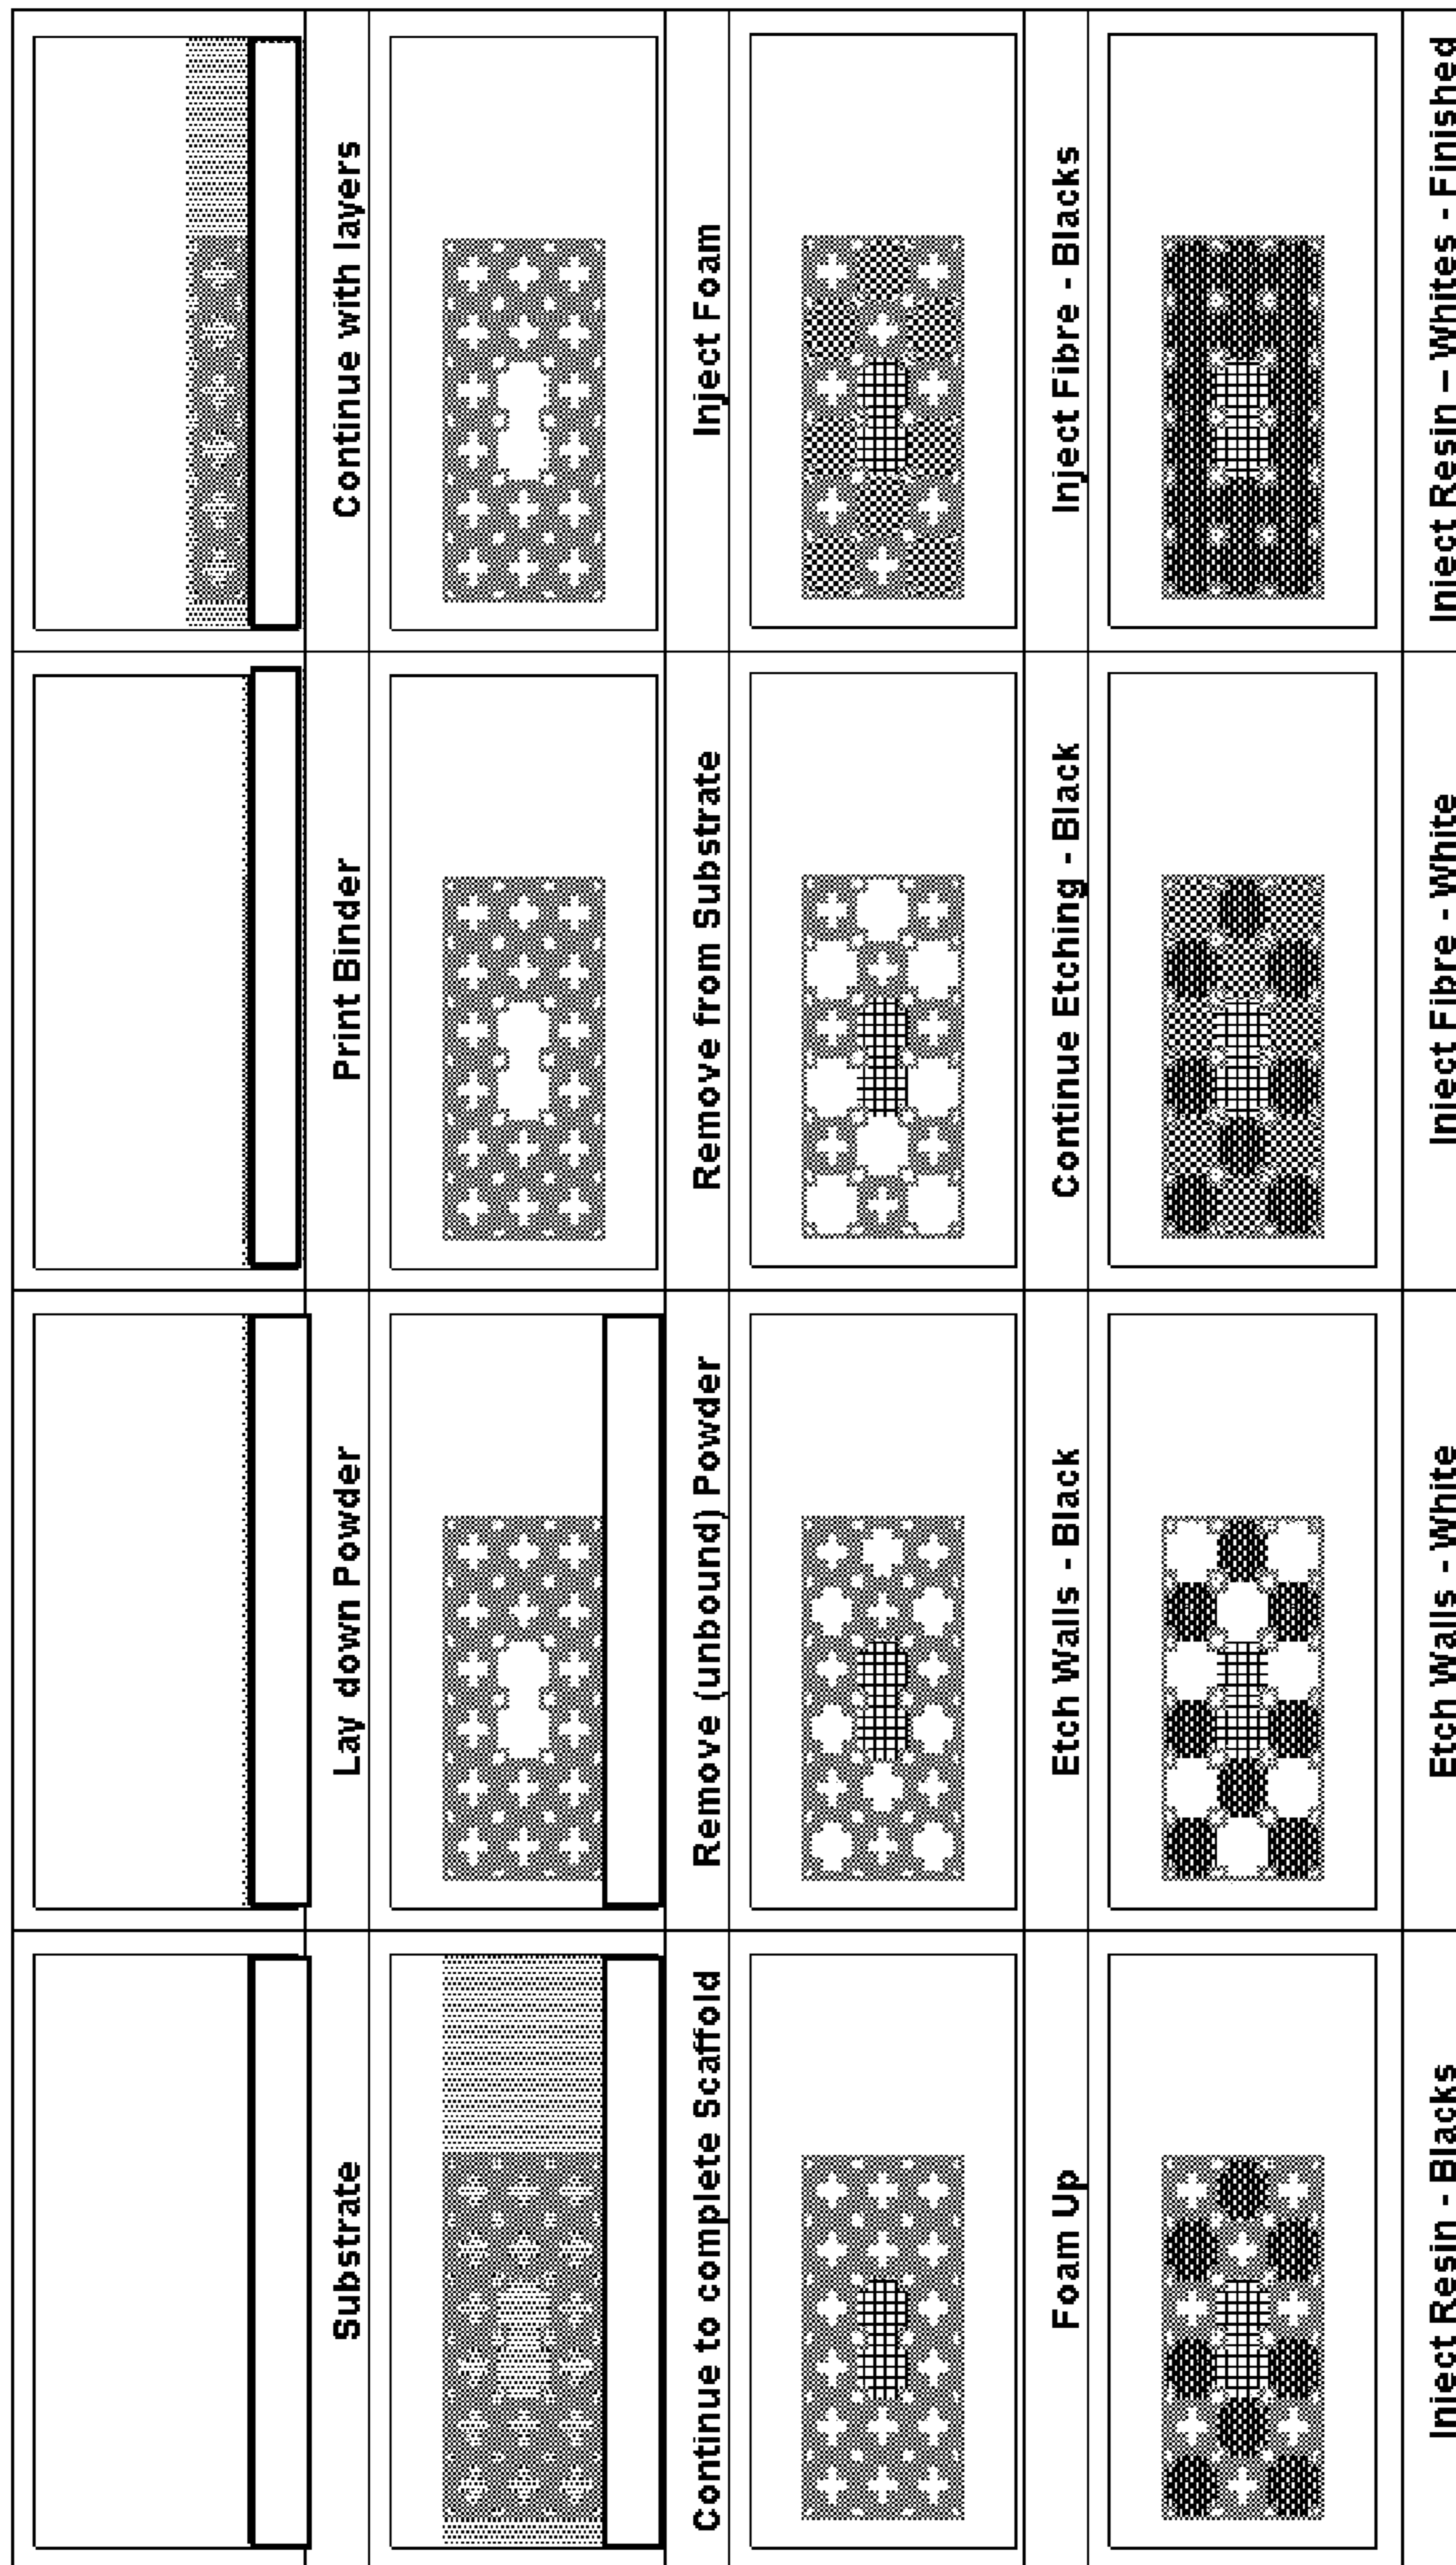 Substrate
Lay down Powder
Print Binder
Continue with layers
Continue to complete Scaffold
Remove (unbound) Powder
Remove from Substrate
Inject Foam
Foam Up
Etch Walls - Black
Continue Etching - Black
Inject Fibre - Blacks
Inject Resin - Blacks
Etch Walls - White
Inject Fibre - White
Inject Resin – Whites - Finished